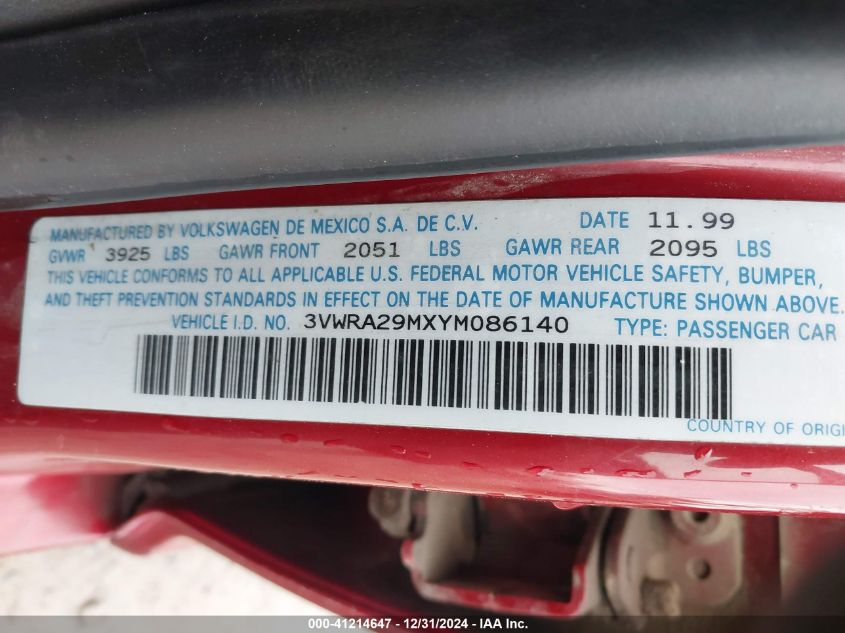 MANUFACTURED BY VOLKSWAGEN DE MEXICO S.A. DE C.V. DATE 11.99
GVWR 3925 LBS GAWR FRONT 2051 LBS GAWR REAR 2095 LBS
THIS VEHICLE CONFORMS TO ALL APPLICABLE U.S. FEDERAL MOTOR VEHICLE SAFETY, BUMPER,
AND THEFT PREVENTION STANDARDS IN EFFECT ON THE DATE OF MANUFACTURE SHOWN ABOVE.
VEHICLE I.D. NO. 3VWRA29MXYM086140 TYPE: PASSENGER CAR
COUNTRY OF ORIGI
000-41214647 - 12/31/2024 - IAA Inc.